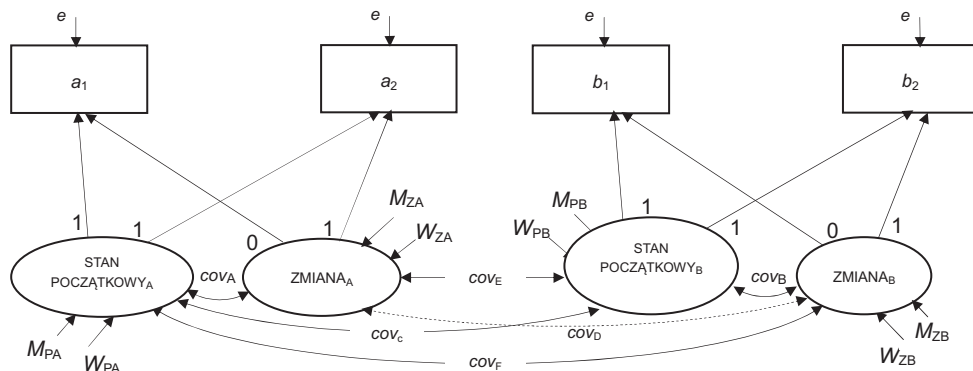 e e e e
a1 a2 b1 b2
1 1 0 1 MZA WZA MPB WPB 1 1 0 1
STAN
POCZĄTKOWYA
covA
ZMIANAA
covE
STAN
POCZĄTKOWYB
covB
ZMIANAB
MPA
WPA
covc
covD
covF
WZB
MZB